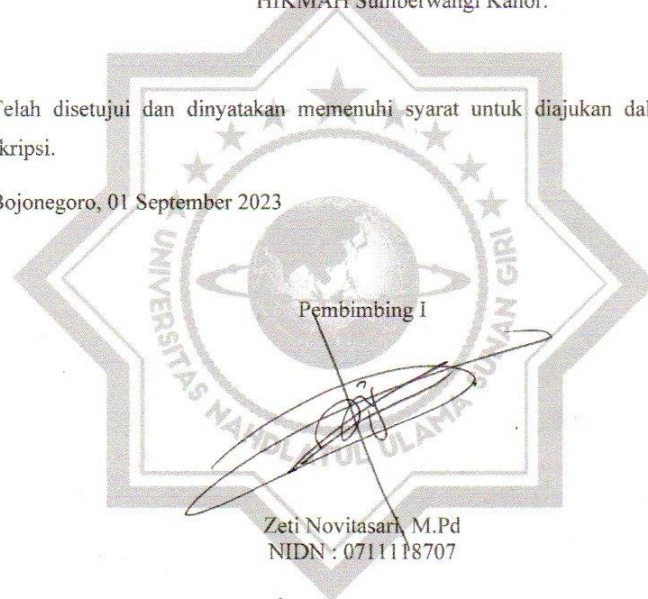 HIKMAH Sumberwangi Kanor.
Telah disetujui dan dinyatakan memenuhi syarat untuk diajukan dal
kripsi.
Bojonegoro, 01 September 2023
UNIVERSITAS NAHDLATUL ULAMA SUNAN GIRI
Pembimbing I
Zeti Novitasari, M.Pd
NIDN : 0711118707